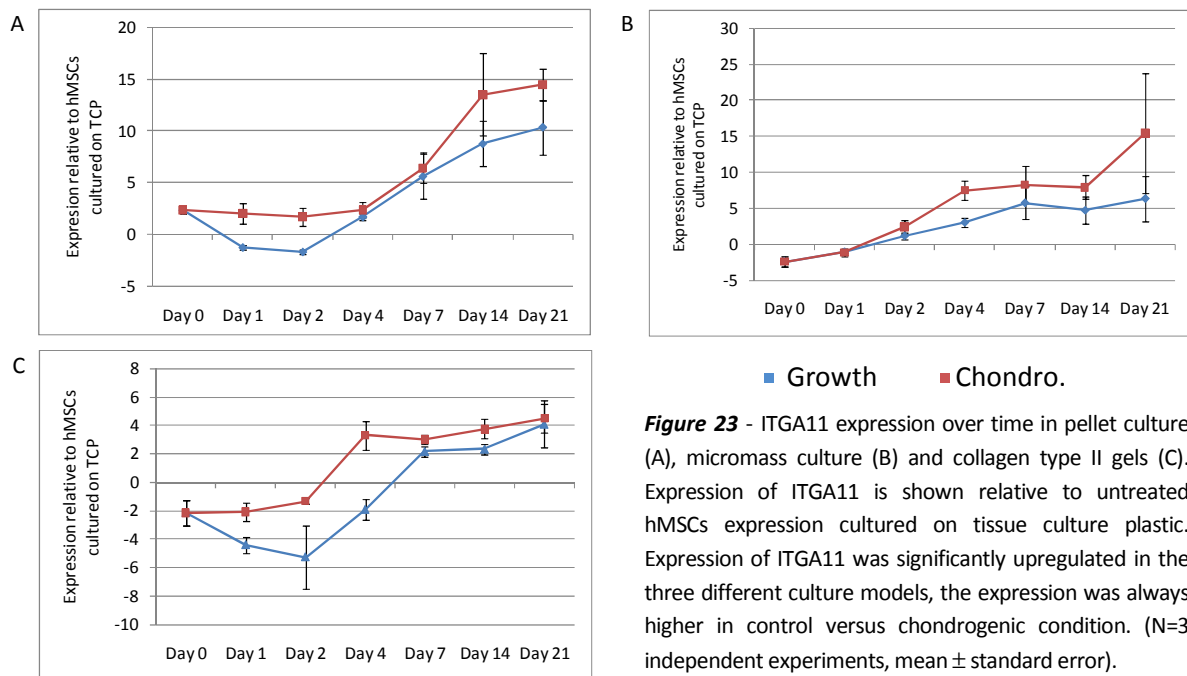 A
Expression relative to hMSCs
cultured on TCP
20
15
10
5
0
-5
Day 0 Day 1 Day 2 Day 4 Day 7 Day 14 Day 21
B
Expression relative to hMSCs
cultured on TCP
30
25
20
15
10
5
0
-5
Day 0 Day 1 Day 2 Day 4 Day 7 Day 14 Day 21
C
Expression relative to hMSCs
cultured on TCP
8
6
4
2
0
-2
-4
-6
-8
-10
Day 0 Day 1 Day 2 Day 4 Day 7 Day 14 Day 21
Growth Chondro.
Figure 23 - ITGA11 expression over time in pellet culture
(A), micromass culture (B) and collagen type II gels (C).
Expression of ITGA11 is shown relative to untreated
hMSCs expression cultured on tissue culture plastic.
Expression of ITGA11 was significantly upregulated in the
three different culture models, the expression was always
higher in control versus chondrogenic condition. (N=3
independent experiments, mean ± standard error).